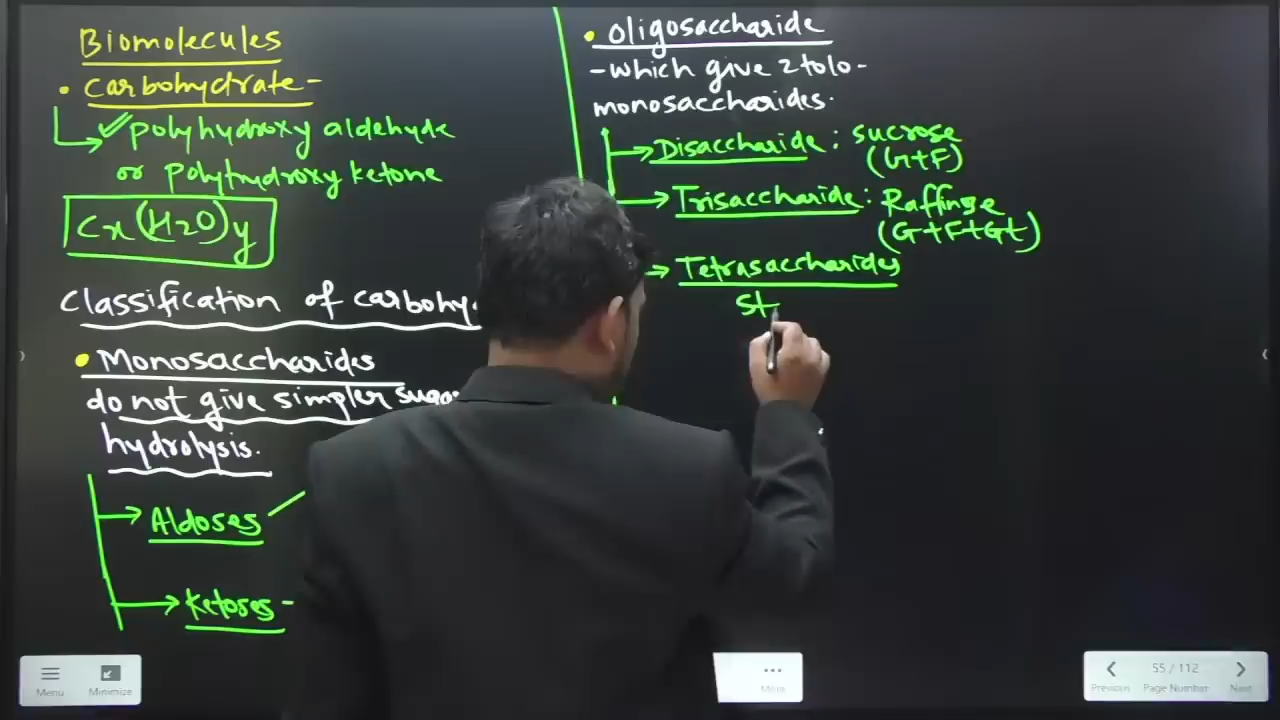 Biomolecules
• carbohydrate -
polyhydroxy aldehyde
or polyhydroxy ketone
Cx(H2O)y
Classification of carbohy
• Monosaccharides
do not give simpler suga
hydrolysis.
Aldoses
Ketoses -
• Oligosaccharide
- which give 2 to 10 -
monosaccharides.
Disaccharide : sucrose
(G+F)
Trisaccharide : Raffinose
(G+F+Gt)
Tetrasaccharides
St
Menu
Minimize
More
55 / 112
Previous Page Number Next